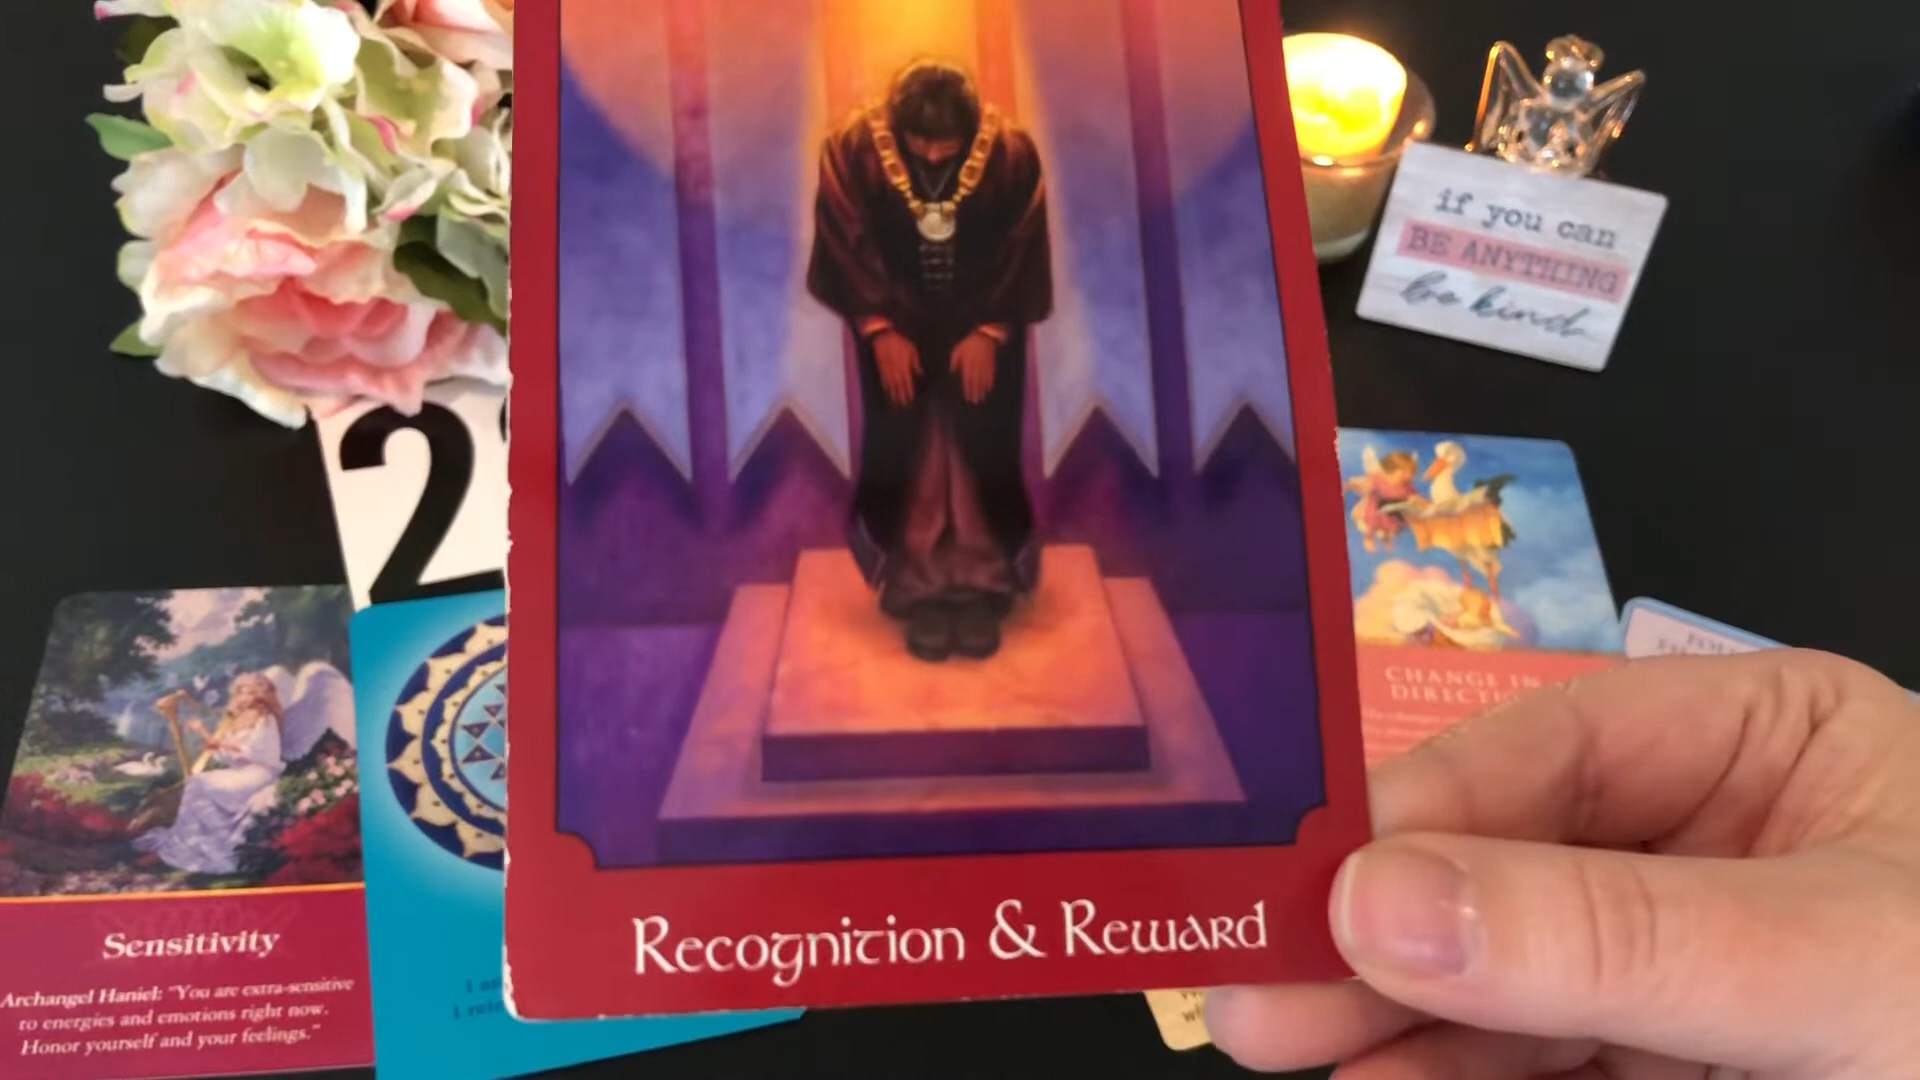 if you can
BE ANYTHING
be kind
2
CHANGE IN
Recognition & Reward
Sensitivity
Archangel Haniel: "You are extra-sensitive
to energies and emotions right now.
Honor yourself and your feelings."